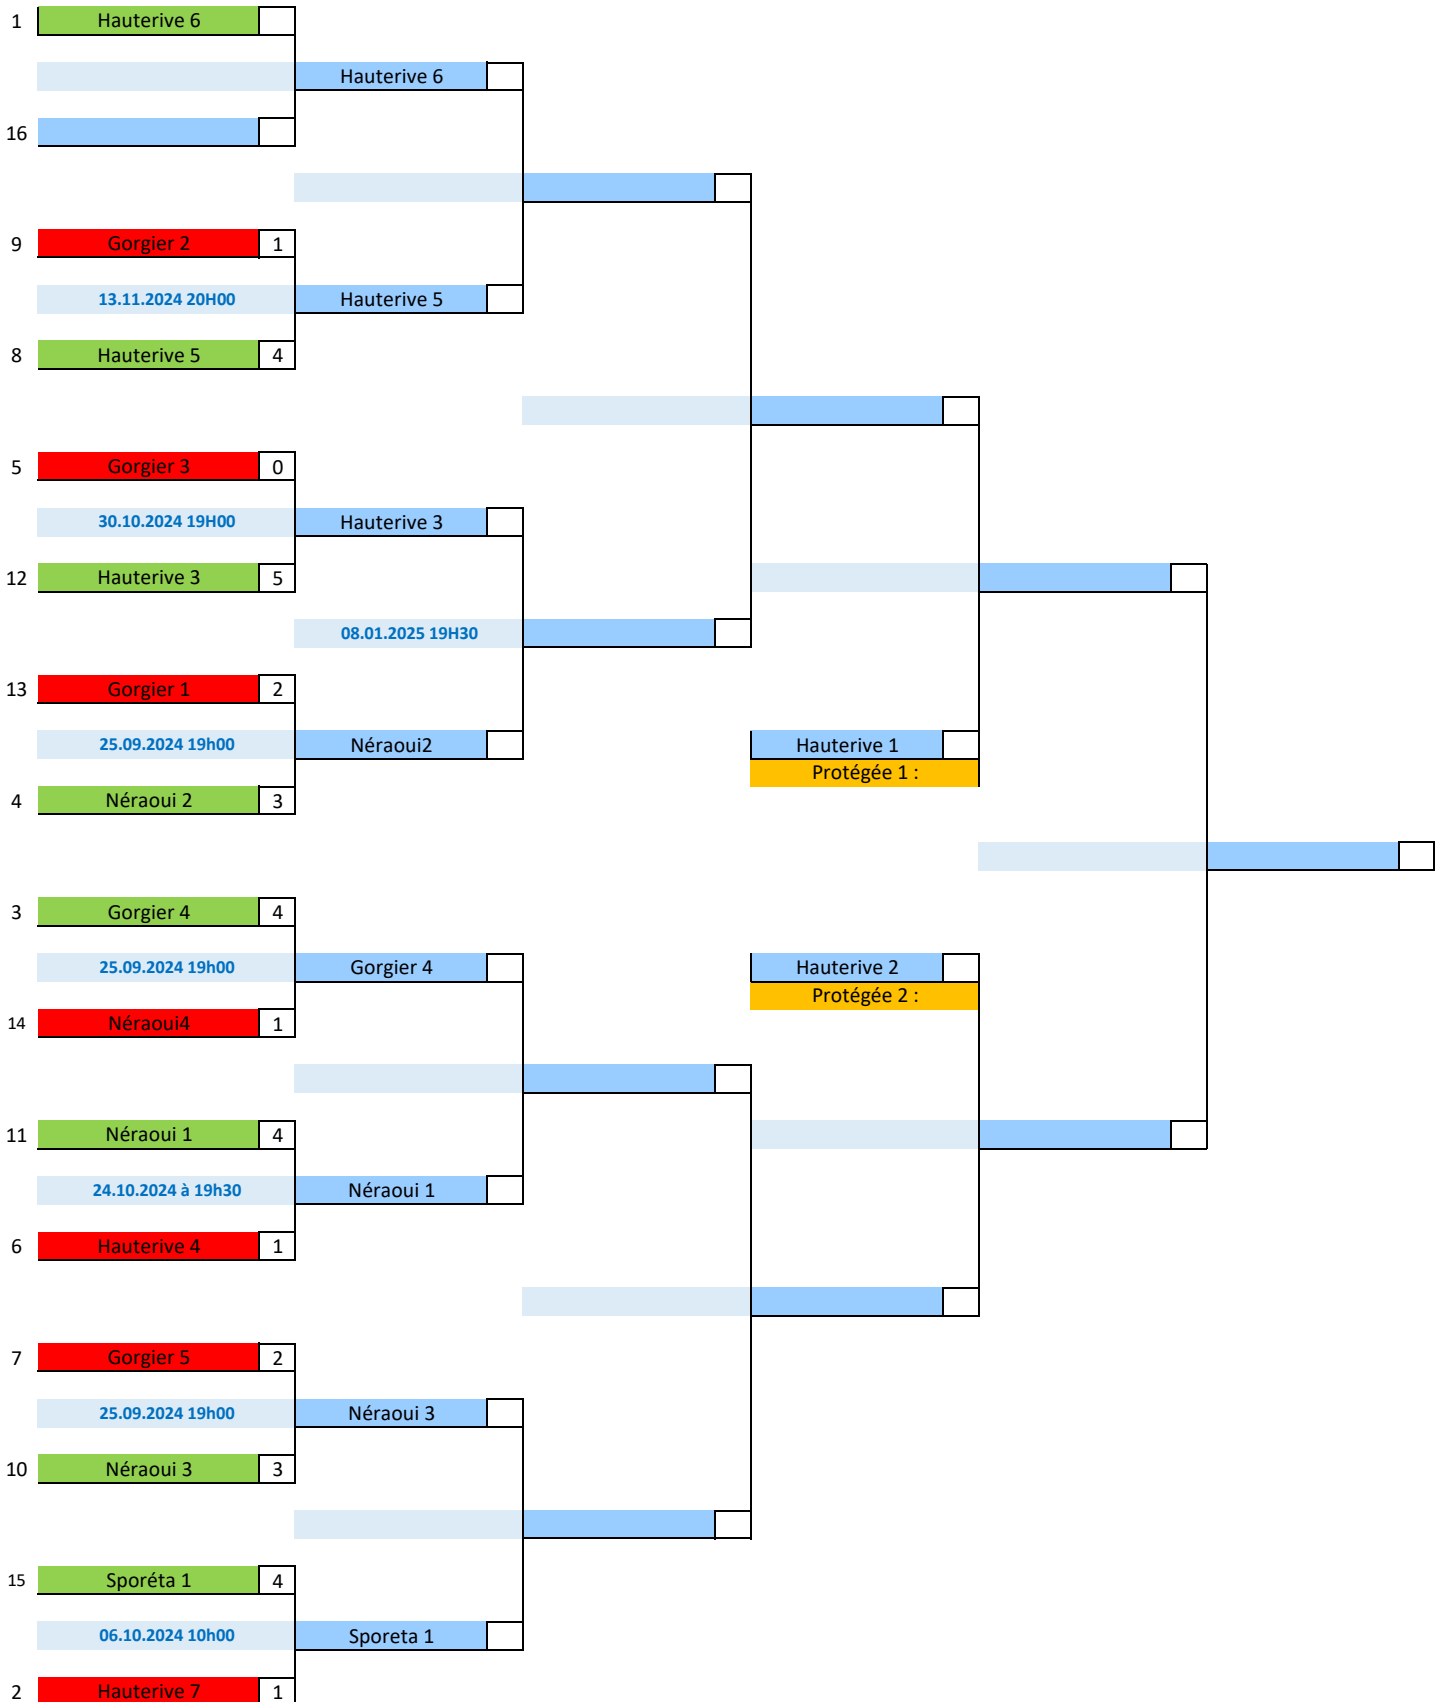 1 Hauterive 6
Hauterive 6
16
9 Gorgier 2 1
13.11.2024 20H00 Hauterive 5
8 Hauterive 5 4
5 Gorgier 3 0
30.10.2024 19H00 Hauterive 3
12 Hauterive 3 5
08.01.2025 19H30
13 Gorgier 1 2
25.09.2024 19h00 Néraoui2 Hauterive 1
Protégée 1 :
4 Néraoui 2 3
3 Gorgier 4 4
25.09.2024 19h00 Gorgier 4 Hauterive 2
Protégée 2 :
14 Néraoui4 1
11 Néraoui 1 4
24.10.2024 à 19h30 Néraoui 1
6 Hauterive 4 1
7 Gorgier 5 2
25.09.2024 19h00 Néraoui 3
10 Néraoui 3 3
15 Sporéta 1 4
06.10.2024 10h00 Sporeta 1
2 Hauterive 7 1